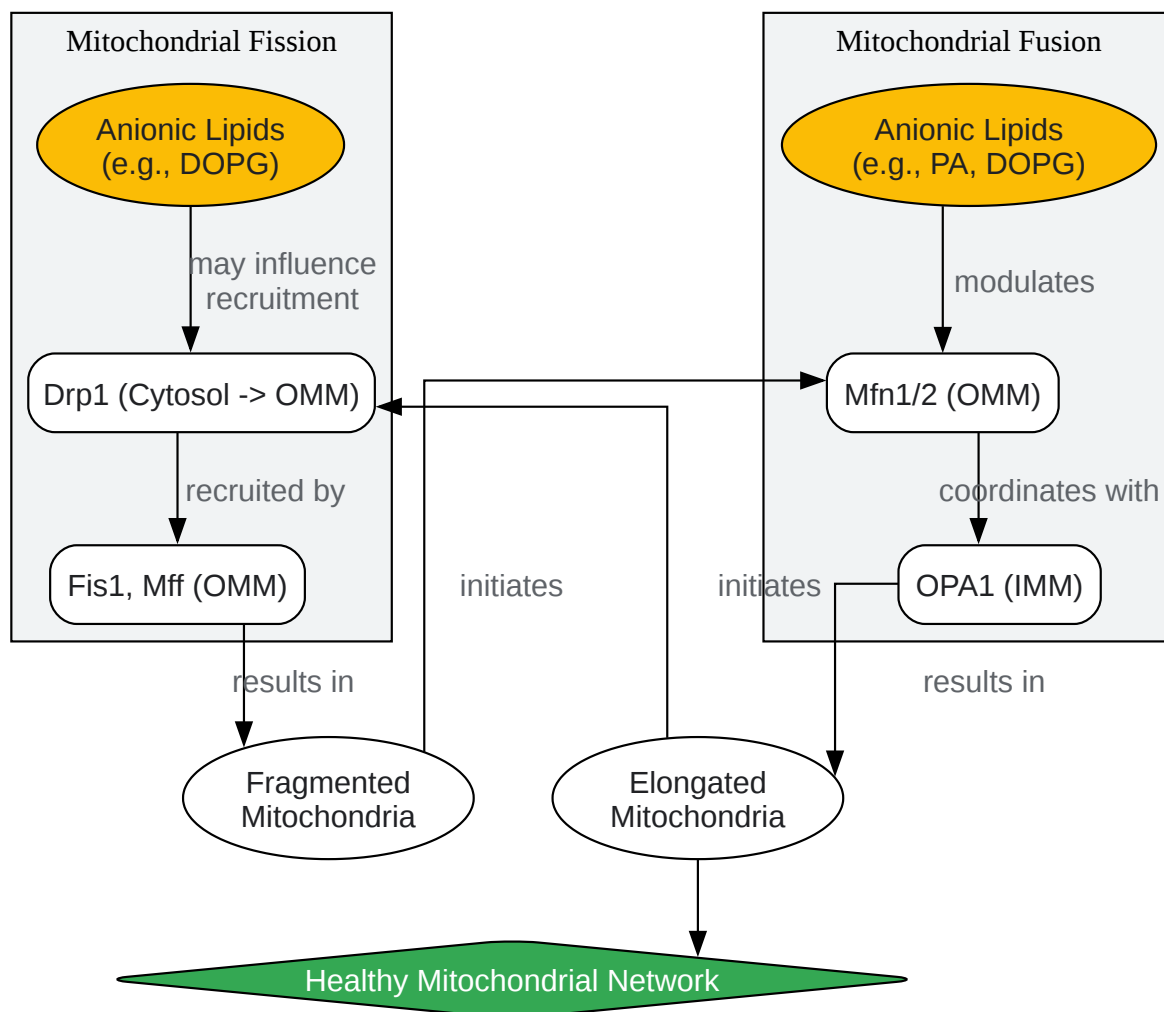 Mitochondrial Fission
Anionic Lipids
(e.g., DOPG)
may influence
recruitment
Drp1 (Cytosol -> OMM)
recruited by
Fis1, Mff (OMM)
results in
Fragmented
Mitochondria
initiates
Mitochondrial Fusion
Anionic Lipids
(e.g., PA, DOPG)
modulates
Mfn1/2 (OMM)
coordinates with
OPA1 (IMM)
results in
initiates
Elongated
Mitochondria
Healthy Mitochondrial Network